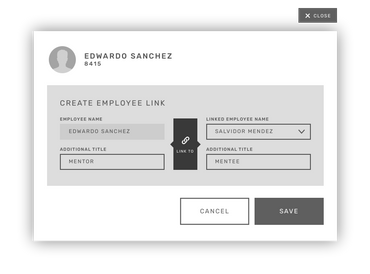 CLOSE
EDWARDO SANCHEZ
8415
CREATE EMPLOYEE LINK
EMPLOYEE NAME
EDWARDO SANCHEZ
ADDITIONAL TITLE
MENTOR
LINK TO
LINKED EMPLOYEE NAME
SALVIDOR MENDEZ
ADDITIONAL TITLE
MENTEE
CANCEL
SAVE